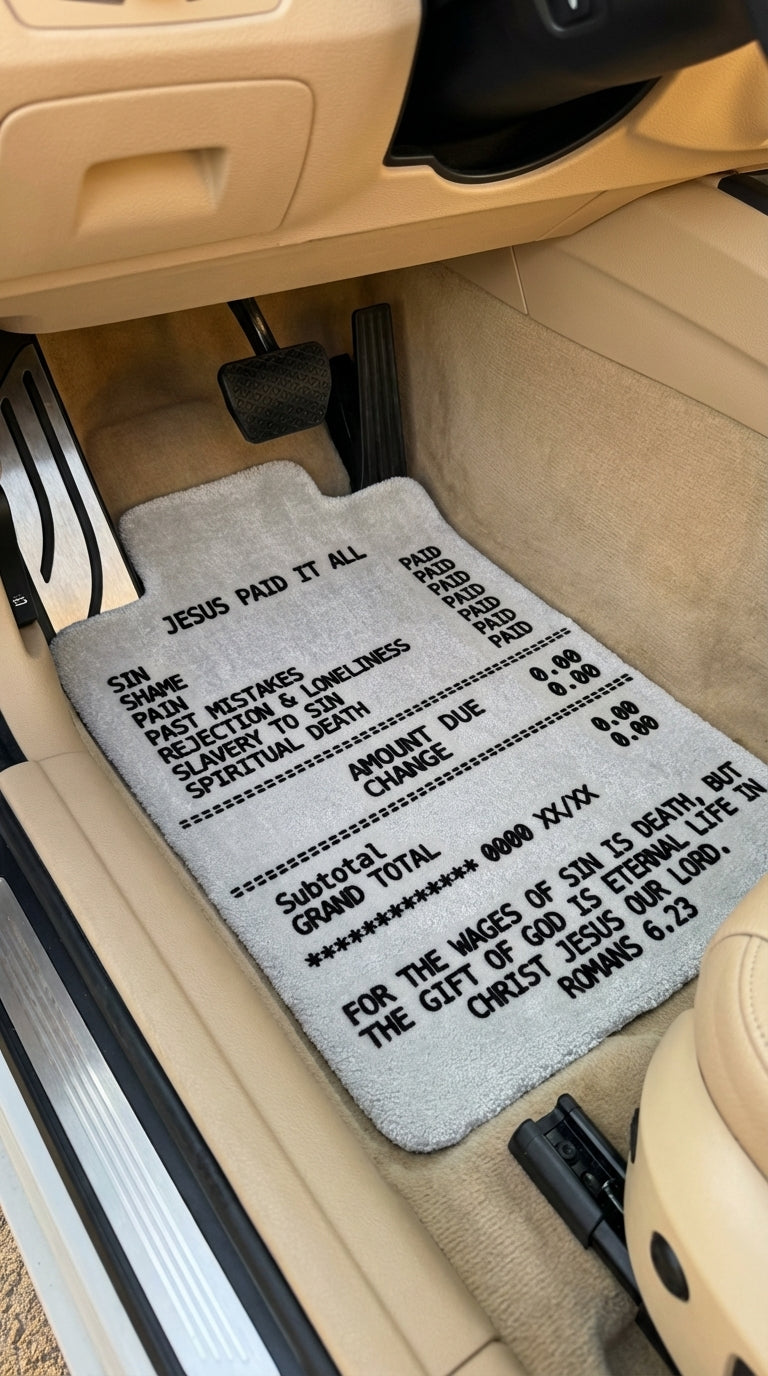 JESUS PAID IT ALL
SIN PAID
SHAME PAID
PAIN PAID
PAST MISTAKES PAID
REJECTION & LONELINESS PAID
SLAVERY TO SIN PAID
SPIRITUAL DEATH PAID
================================
AMOUNT DUE 0.00
CHANGE 0.00
================================
Subtotal 0.00
GRAND TOTAL 0.00
************* 0000 XX/XX
FOR THE WAGES OF SIN IS DEATH, BUT
THE GIFT OF GOD IS ETERNAL LIFE IN
CHRIST JESUS OUR LORD.
ROMANS 6.23